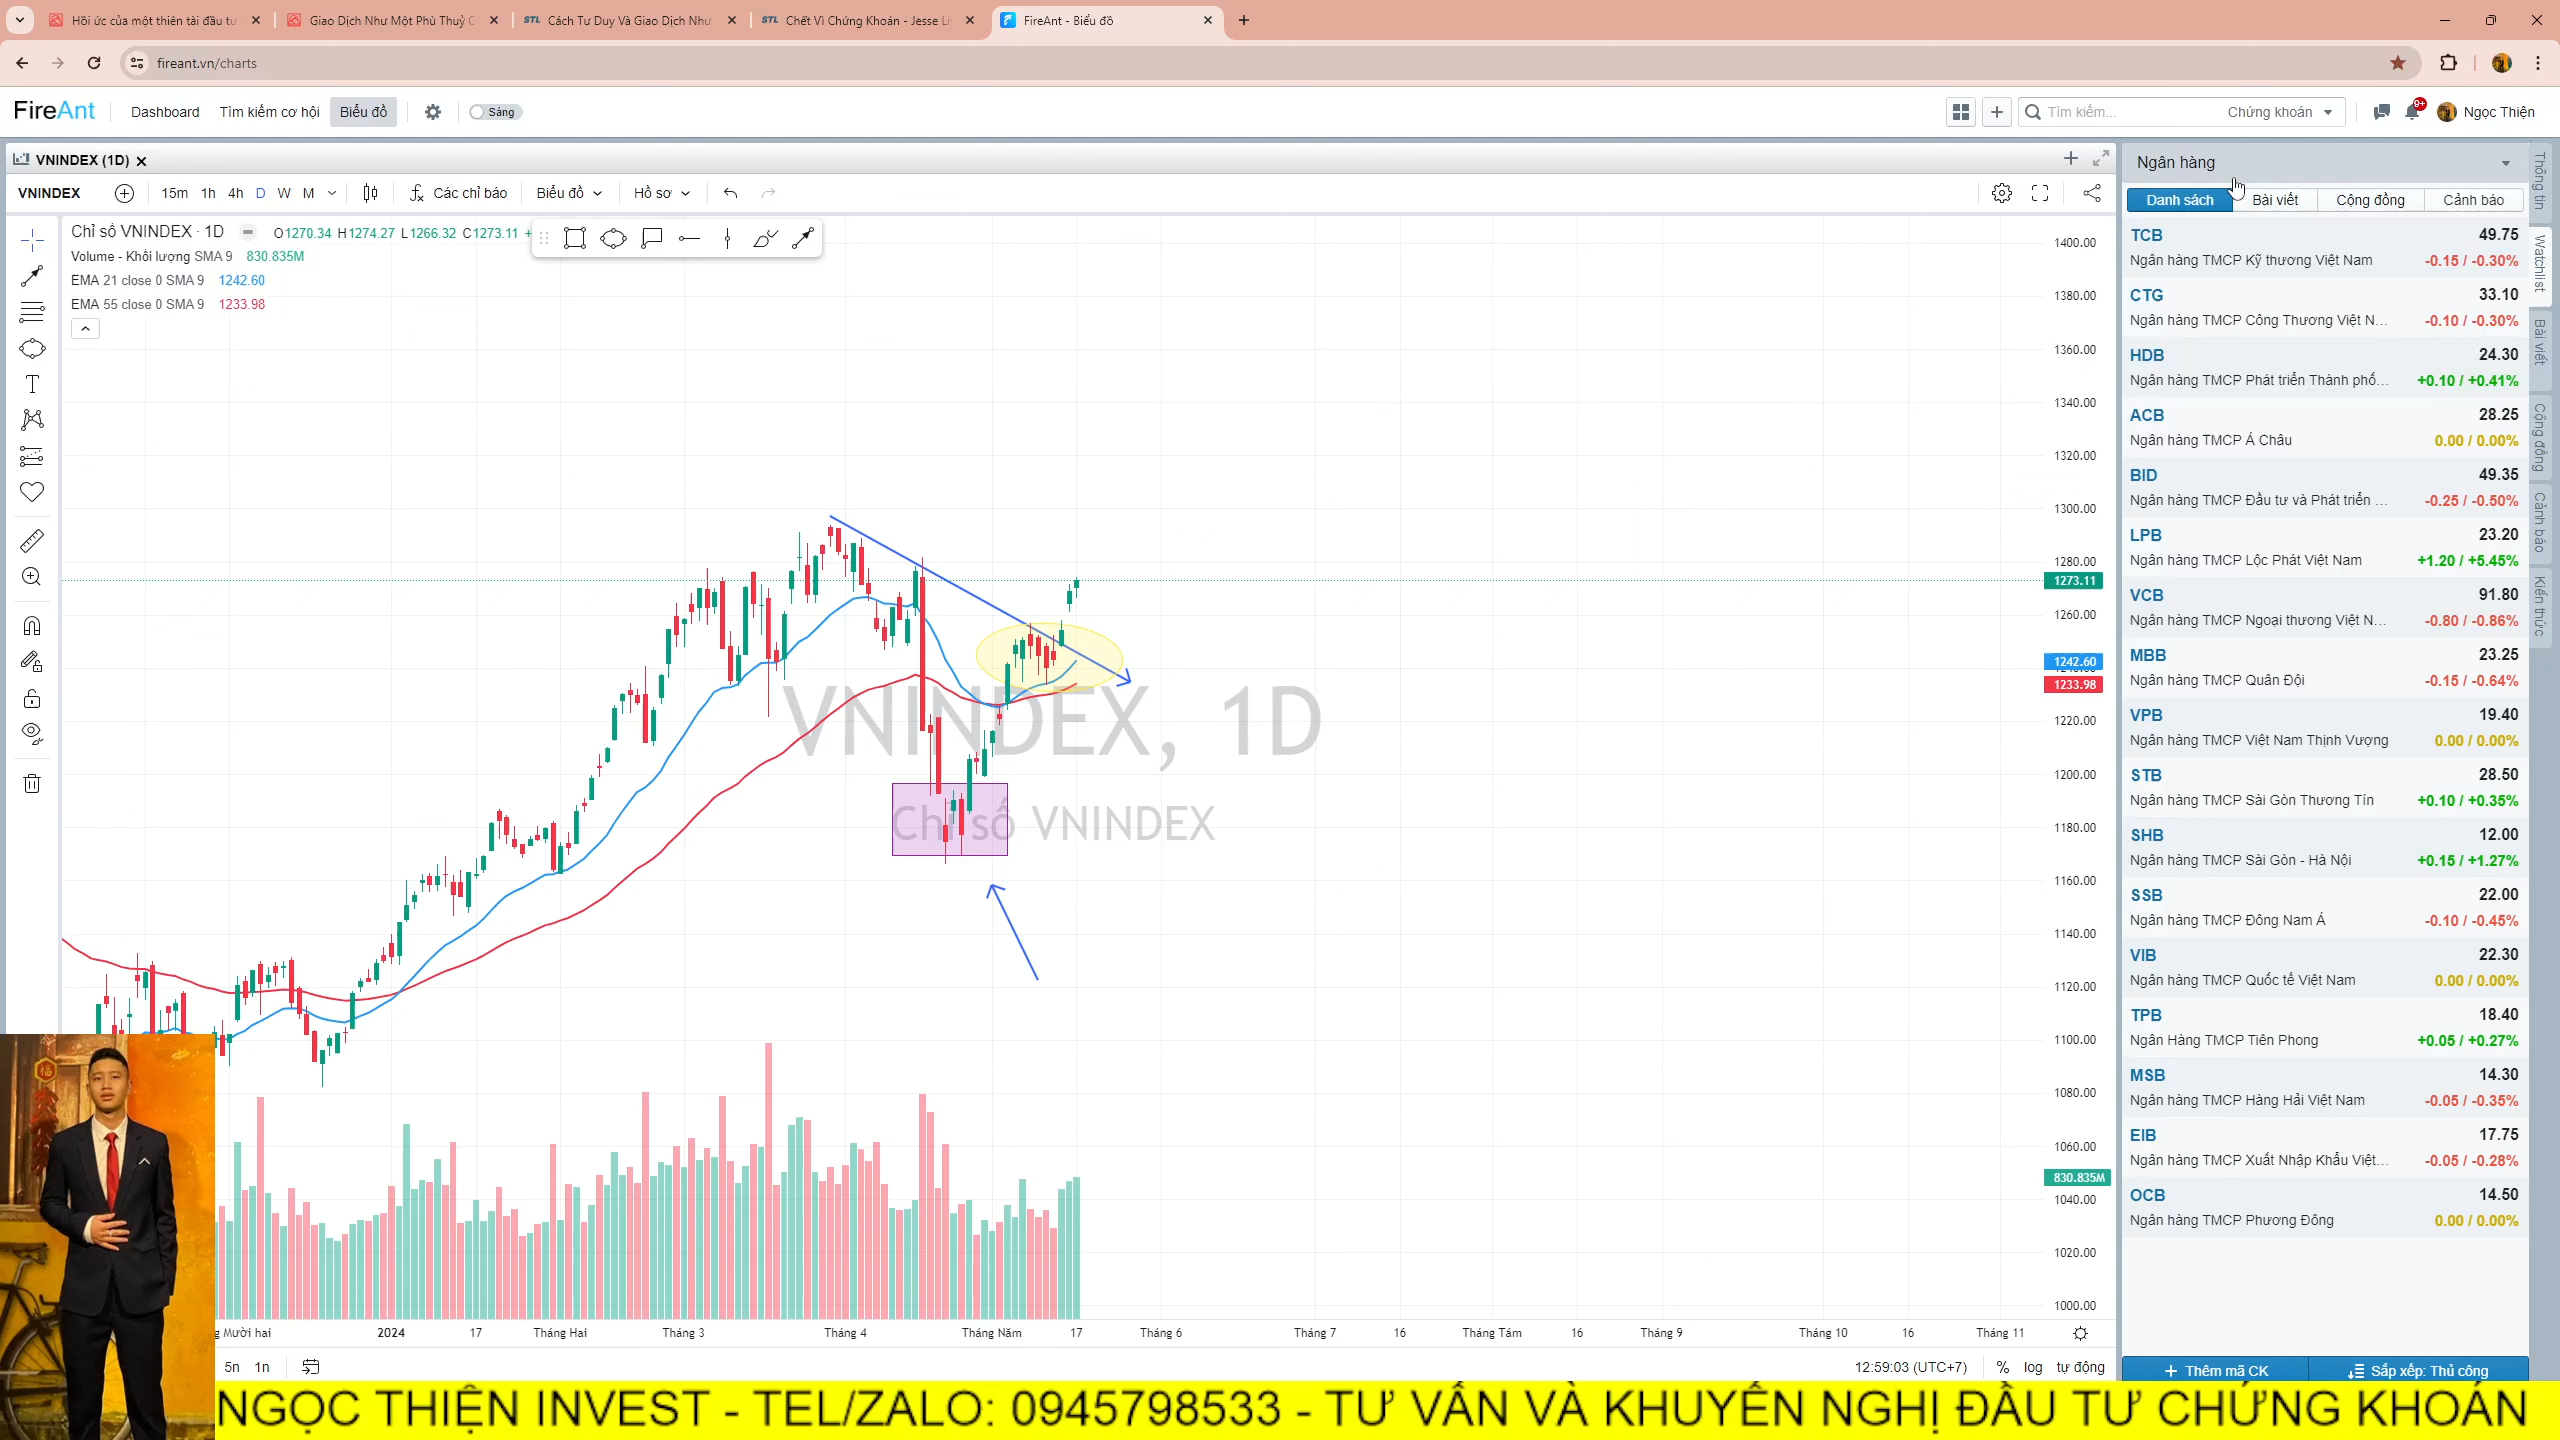 Hồi ức của một thiên tài đầu tư
Giao Dịch Như Một Phù Thuỷ C
Cách Tư Duy Và Giao Dịch Như
Chết Vì Chứng Khoán - Jesse Li
FireAnt - Biểu đồ
fireant.vn/charts
FireAnt
Dashboard
Tìm kiếm cơ hội
Biểu đồ
Sáng
Tìm kiếm...
Chứng khoán
9+
Ngọc Thiện
VNINDEX (1D)
VNINDEX
15m 1h 4h D W M
Các chỉ báo
Biểu đồ
Hồ sơ
Chỉ số VNINDEX · 1D
O1270.34 H1274.27 L1266.32 C1273.11
Volume - Khối lượng SMA 9 830.835M
EMA 21 close 0 SMA 9 1242.60
EMA 55 close 0 SMA 9 1233.98
VNINDEX, 1D
Chỉ số VNINDEX
1400.00
1380.00
1360.00
1340.00
1320.00
1300.00
1280.00
1273.11
1260.00
1242.60
1233.98
1220.00
1200.00
1180.00
1160.00
1140.00
1120.00
1100.00
1080.00
1060.00
830.835M
1040.00
1020.00
1000.00
Mười hai 2024 17 Tháng Hai Tháng 3 Tháng 4 Tháng Năm 17 Tháng 6 Tháng 7 16 Tháng Tám 16 Tháng 9 Tháng 10 16 Tháng 11
5n 1n
12:59:03 (UTC+7)
% log tự động
Ngân hàng
Danh sách
Bài viết
Cộng đồng
Cảnh báo
TCB 49.75
Ngân hàng TMCP Kỹ thương Việt Nam -0.15 / -0.30%
CTG 33.10
Ngân hàng TMCP Công Thương Việt N... -0.10 / -0.30%
HDB 24.30
Ngân hàng TMCP Phát triển Thành phố... +0.10 / +0.41%
ACB 28.25
Ngân hàng TMCP Á Châu 0.00 / 0.00%
BID 49.35
Ngân hàng TMCP Đầu tư và Phát triển ... -0.25 / -0.50%
LPB 23.20
Ngân hàng TMCP Lộc Phát Việt Nam +1.20 / +5.45%
VCB 91.80
Ngân hàng TMCP Ngoại thương Việt N... -0.80 / -0.86%
MBB 23.25
Ngân hàng TMCP Quân Đội -0.15 / -0.64%
VPB 19.40
Ngân hàng TMCP Việt Nam Thịnh Vượng 0.00 / 0.00%
STB 28.50
Ngân hàng TMCP Sài Gòn Thương Tín +0.10 / +0.35%
SHB 12.00
Ngân hàng TMCP Sài Gòn - Hà Nội +0.15 / +1.27%
SSB 22.00
Ngân hàng TMCP Đông Nam Á -0.10 / -0.45%
VIB 22.30
Ngân hàng TMCP Quốc tế Việt Nam 0.00 / 0.00%
TPB 18.40
Ngân Hàng TMCP Tiên Phong +0.05 / +0.27%
MSB 14.30
Ngân hàng TMCP Hàng Hải Việt Nam -0.05 / -0.35%
EIB 17.75
Ngân hàng TMCP Xuất Nhập Khẩu Việt... -0.05 / -0.28%
OCB 14.50
Ngân hàng TMCP Phương Đông 0.00 / 0.00%
Thêm mã CK
Sắp xếp: Thủ công
Thông tin
Watchlist
Bài viết
Cộng đồng
Cảnh báo
Kiến thức
NGỌC THIỆN INVEST - TEL/ZALO: 0945798533 - TƯ VẤN VÀ KHUYẾN NGHỊ ĐẦU TƯ CHỨNG KHOÁN